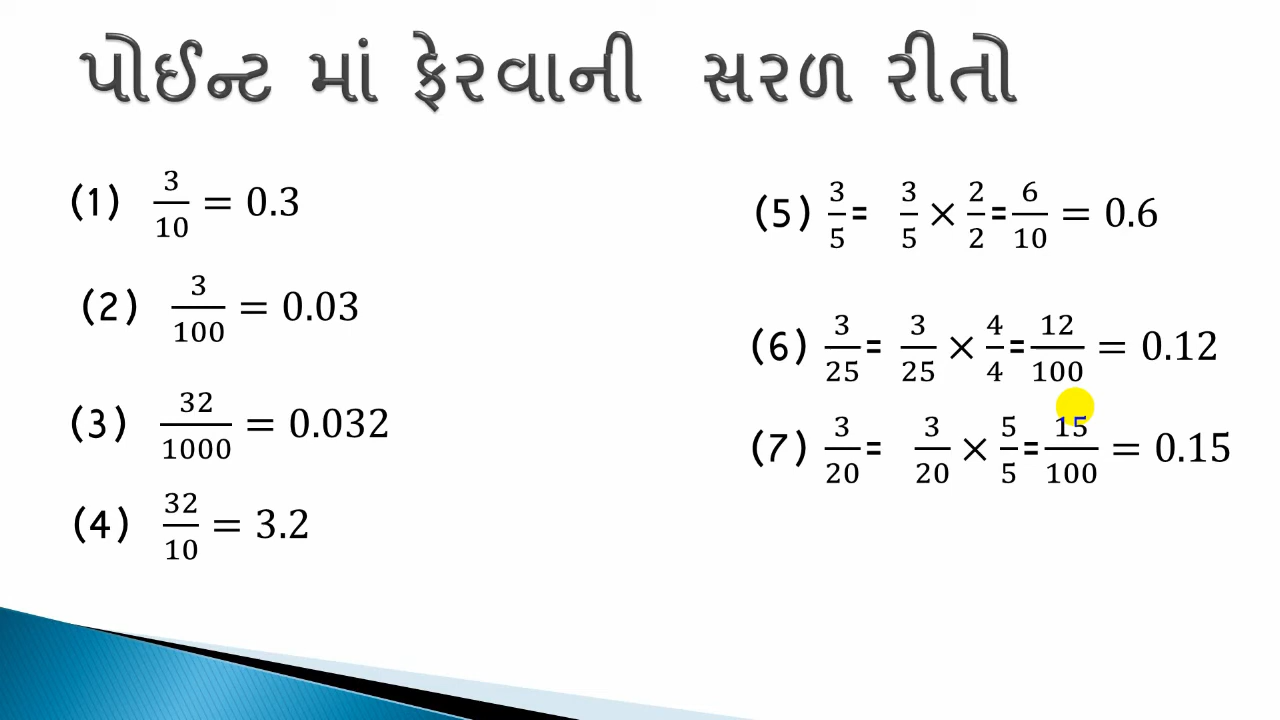 પોઈન્ટ માં ફેરવાની સરળ રીતો
(1) 3/10 = 0.3
(2) 3/100 = 0.03
(3) 32/1000 = 0.032
(4) 32/10 = 3.2
(5) 3/5 = 3/5 × 2/2 = 6/10 = 0.6
(6) 3/25 = 3/25 × 4/4 = 12/100 = 0.12
(7) 3/20 = 3/20 × 5/5 = 15/100 = 0.15